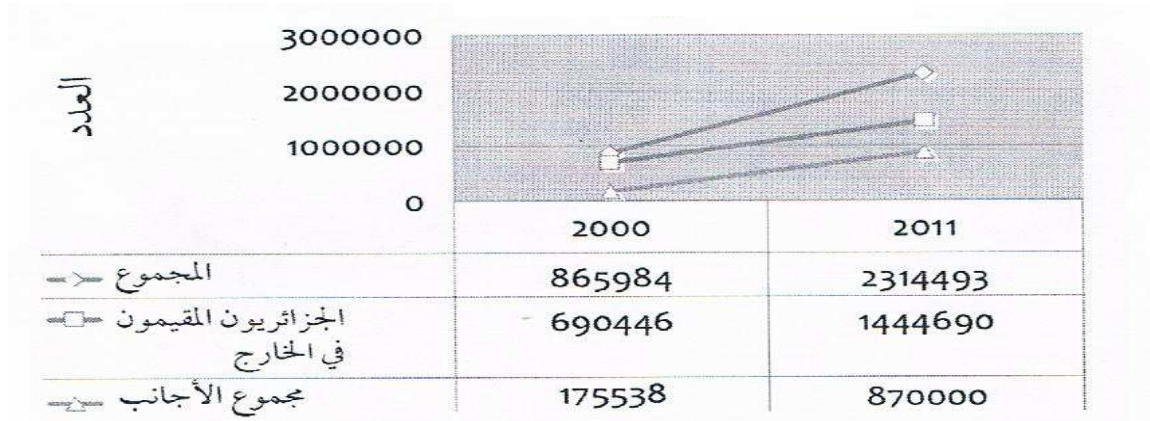 العدد
3000000
2000000
1000000
0
2000 2011
المجموع 865984 2314493
الجزائريون المقيمون 690446 1444690
في الخارج
مجموع الأجانب 175538 870000